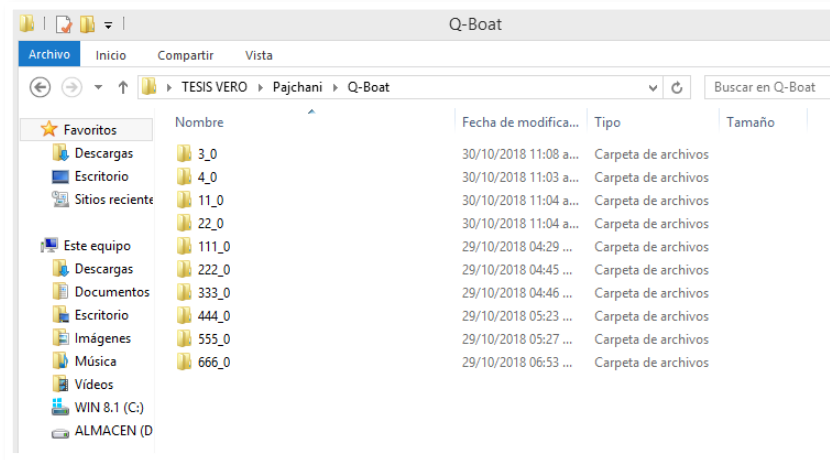 Q-Boat
Archivo Inicio Compartir Vista
TESIS VERO Pajchani Q-Boat Buscar en Q-Boat
Favoritos
Descargas
Escritorio
Sitios reciente
Este equipo
Descargas
Documentos
Escritorio
Imágenes
Música
Vídeos
WIN 8.1 (C:)
ALMACEN (D
Nombre Fecha de modifica... Tipo Tamaño
3_0 30/10/2018 11:08 a... Carpeta de archivos
4_0 30/10/2018 11:03 a... Carpeta de archivos
11_0 30/10/2018 11:04 a... Carpeta de archivos
22_0 30/10/2018 11:04 a... Carpeta de archivos
111_0 29/10/2018 04:29 ... Carpeta de archivos
222_0 29/10/2018 04:45 ... Carpeta de archivos
333_0 29/10/2018 04:46 ... Carpeta de archivos
444_0 29/10/2018 05:23 ... Carpeta de archivos
555_0 29/10/2018 05:27 ... Carpeta de archivos
666_0 29/10/2018 06:53 ... Carpeta de archivos